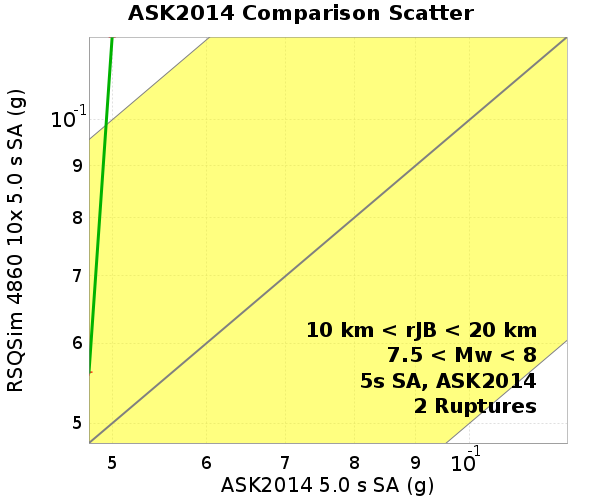 ASK2014 Comparison Scatter
RSQSim 4860 10x 5.0 s SA (g)
10-1
9
8
7
6
5
10 km < rJB < 20 km
7.5 < Mw < 8
5s SA, ASK2014
2 Ruptures
5 6 7 8 9 10-1
ASK2014 5.0 s SA (g)